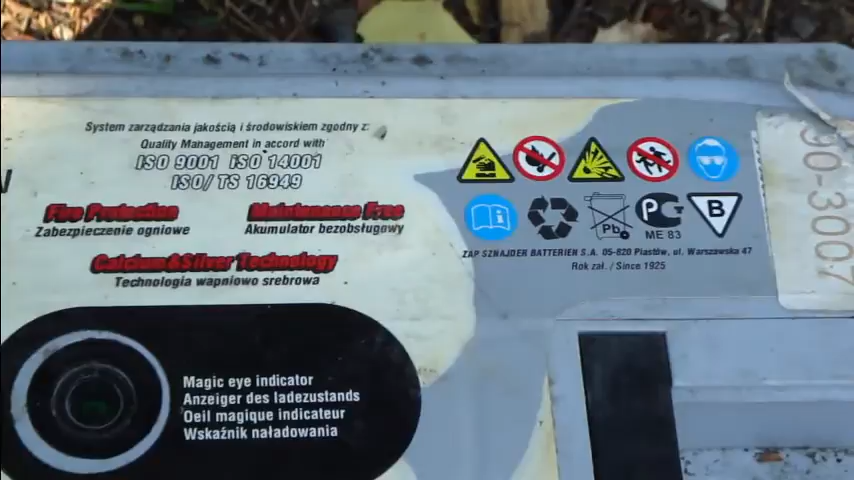 System zarządzania jakością i środowiskiem zgodny z:
Quality Management in accord with
ISO 9001 ISO 14001
ISO/TS 16949
Fire Protection
Zabezpieczenie ogniowe
Maintenance Free
Akumulator bezobsługowy
Calcium&Silver Technology
Technologia wapniowo srebrowa
Magic eye indicator
Anzeiger des ladezustands
Oeil magique indicateur
Wskaźnik naładowania
i
Pb
PC
ME 83
B
ZAP SZNAJDER BATTERIEN S.A. 05-820 Piastów, ul. Warszawska 47
Rok zał. / Since 1925
90-3007